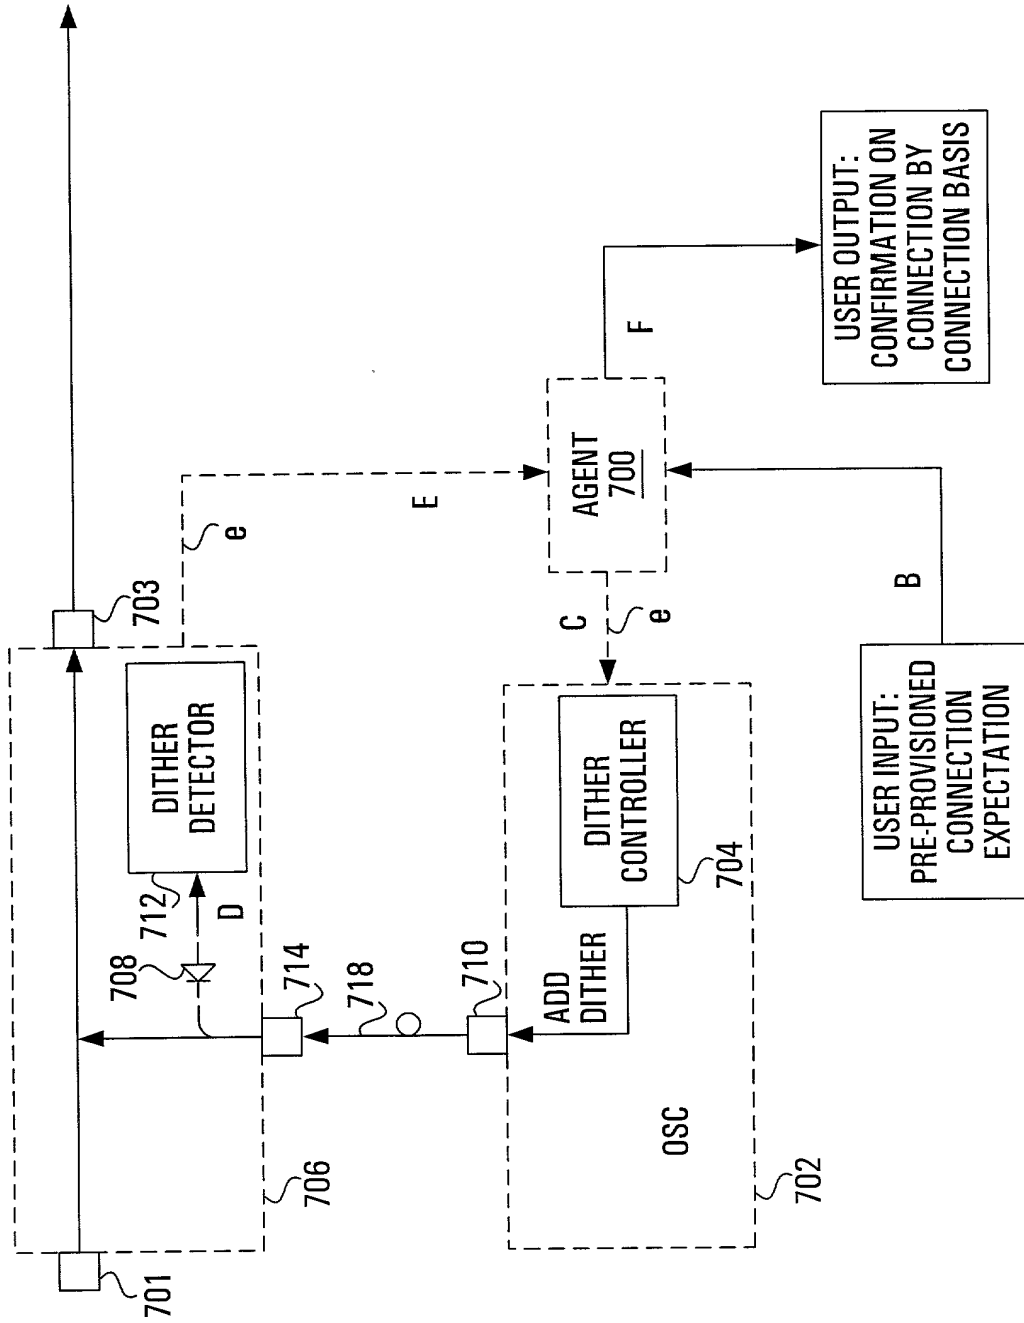 701
703
706
DITHER
DETECTOR
712
D
708
714
718
710
e
E
ADD
DITHER
DITHER
CONTROLLER
704
OSC
702
C
e
AGENT
700
F
B
USER INPUT:
PRE-PROVISIONED
CONNECTION
EXPECTATION
USER OUTPUT:
CONFIRMATION ON
CONNECTION BY
CONNECTION BASIS